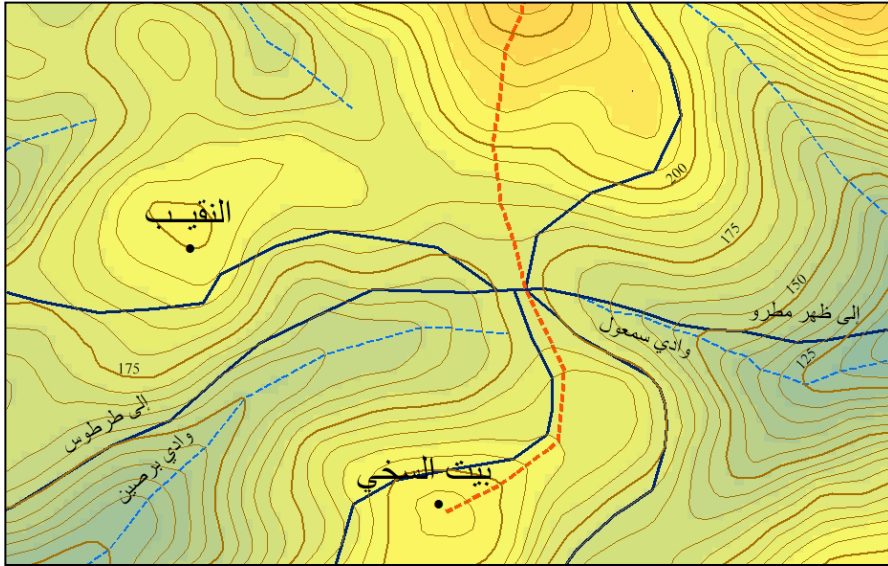 200
النقيب
175
150
الى ظهر مطرو
وادي سمعول
125
175
إلى طرطوس
وادي برصين
بيت السخي